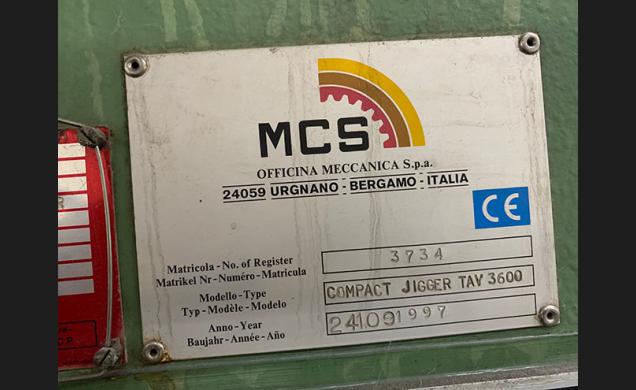 MCS
OFFICINA MECCANICA S.p.a.
24059 URGNANO - BERGAMO - ITALIA
CE
Matricola - No. of Register
Matrikel Nr - Numéro - Matricula
3734
Modello - Type
Typ - Modèle - Modelo
COMPACT JIGGER TAV 3600
Anno - Year
Baujahr - Année - Año
241091997